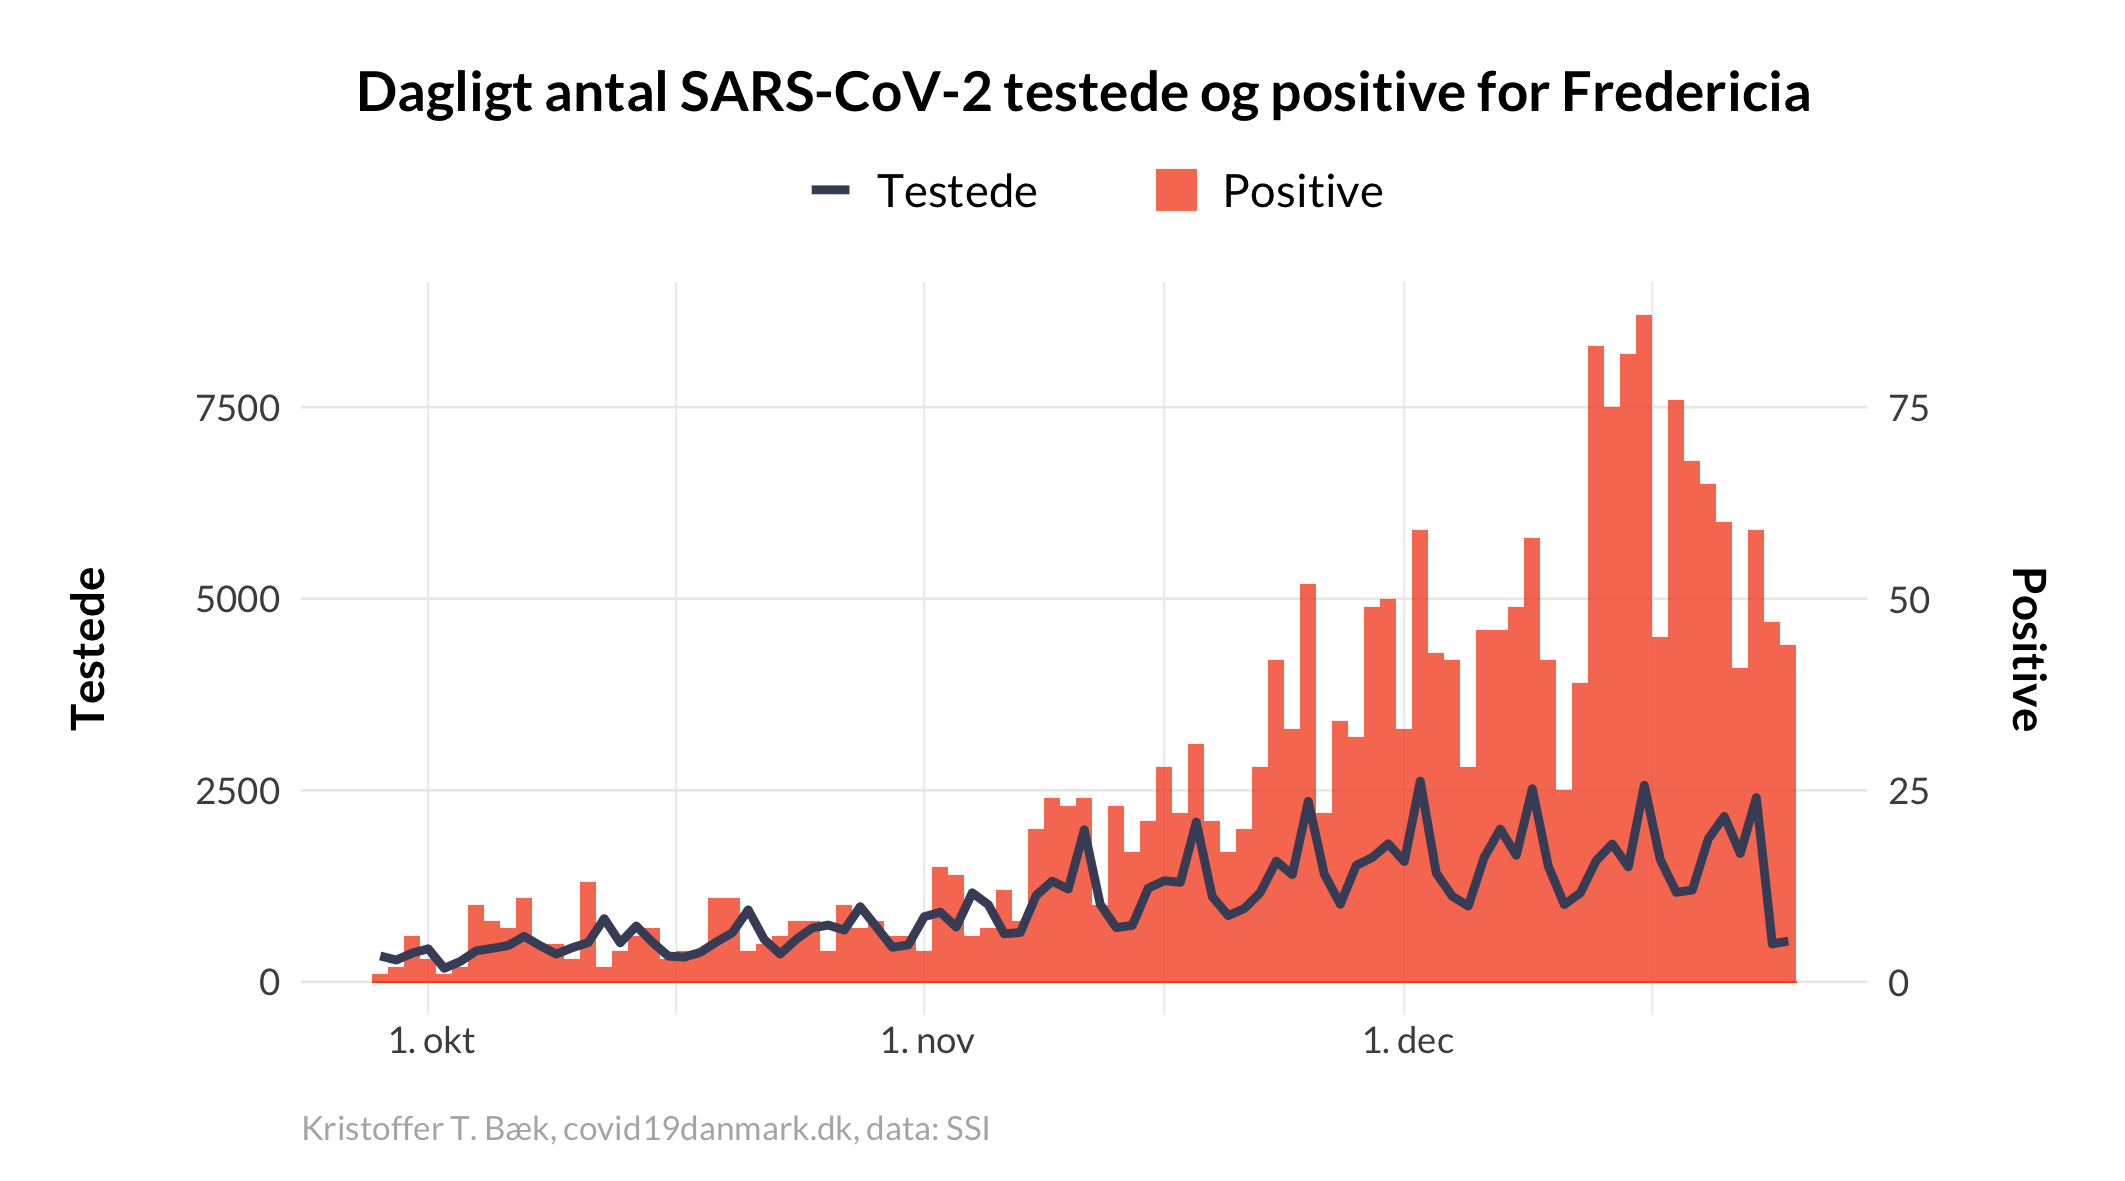 Dagligt antal SARS-CoV-2 testede og positive for Fredericia
Testede
Positive
7500
5000
2500
0
75
50
25
0
Testede
Positive
1. okt
1. nov
1. dec
Kristoffer T. Bæk, covid19danmark.dk, data: SSI